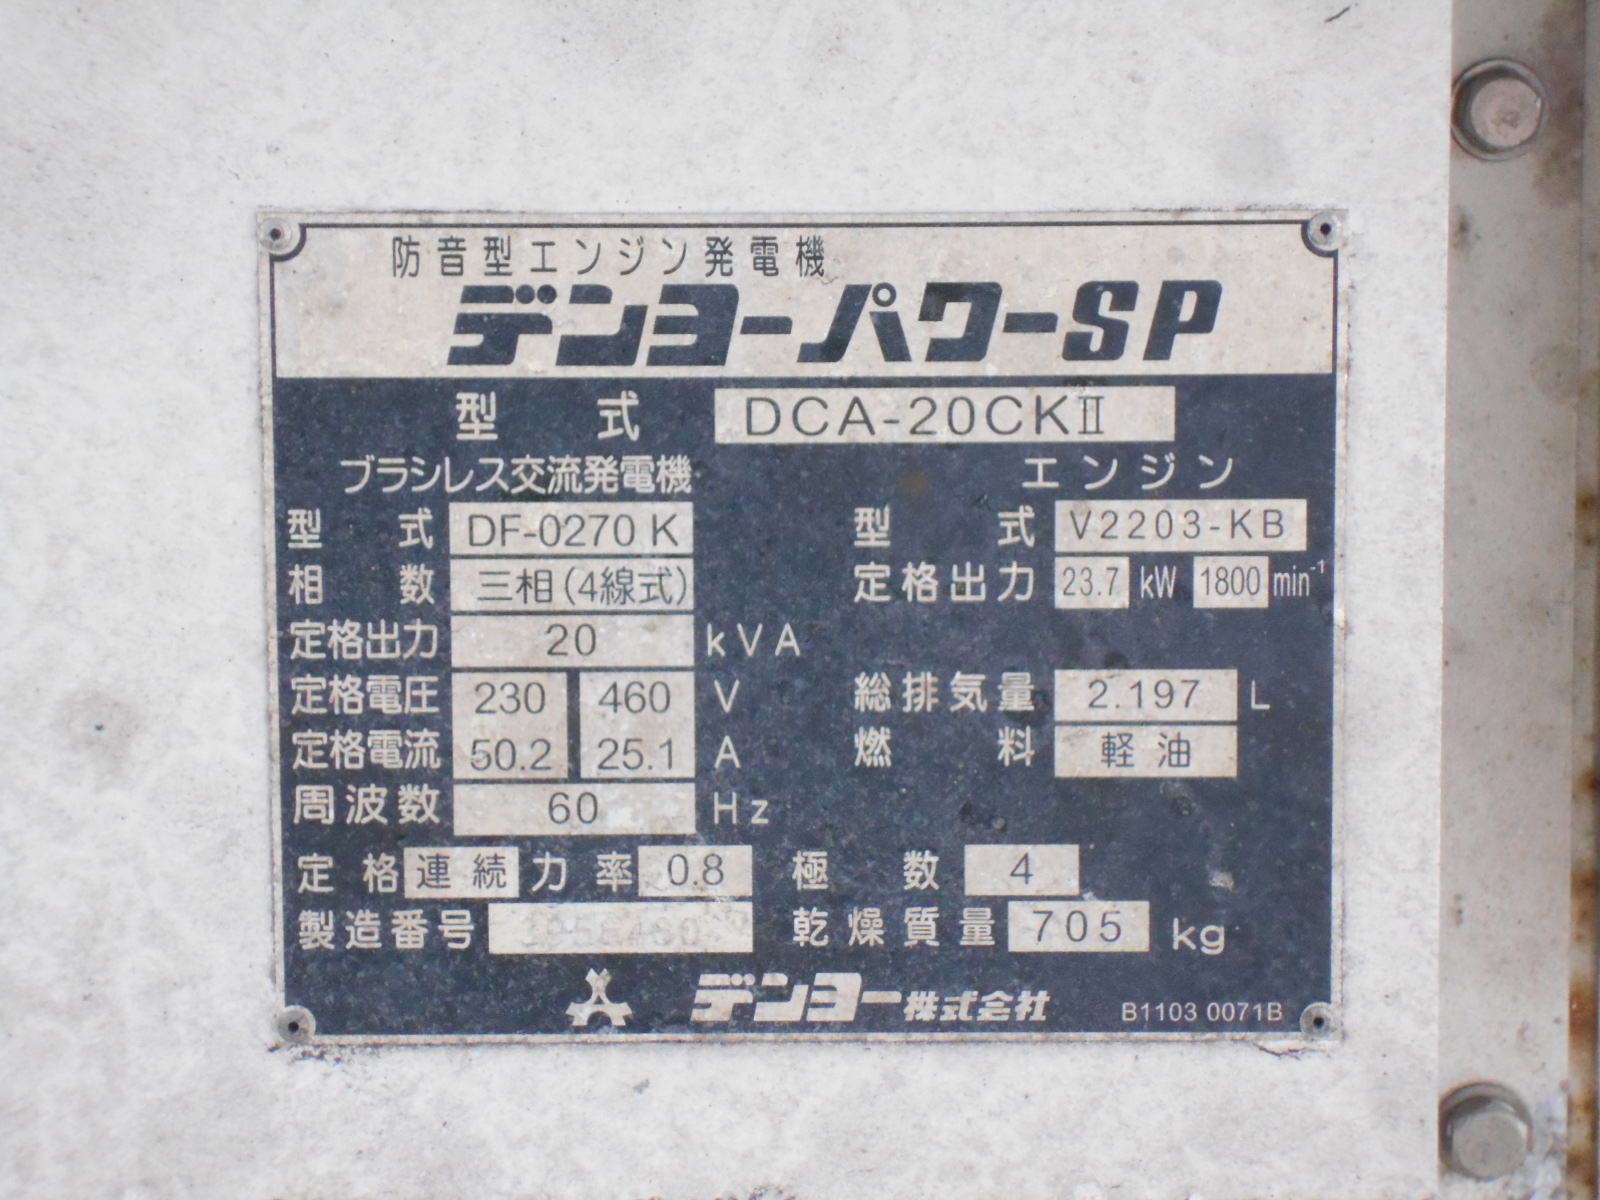 防音型エンジン発電機
デンヨーパワーSP
型式 DCA-20CKⅡ
ブラシレス交流発電機 エンジン
型式 DF-0270 K 型式 V2203-KB
相数 三相(4線式) 定格出力 23.7 kW 1800 min⁻¹
定格出力 20 kVA
定格電圧 230 460 V 総排気量 2.197 L
定格電流 50.2 25.1 A 燃料 軽油
周波数 60 Hz
定格 連続 力率 0.8 極数 4
製造番号 乾燥質量 705 kg
デンヨー株式会社 B1103 0071B